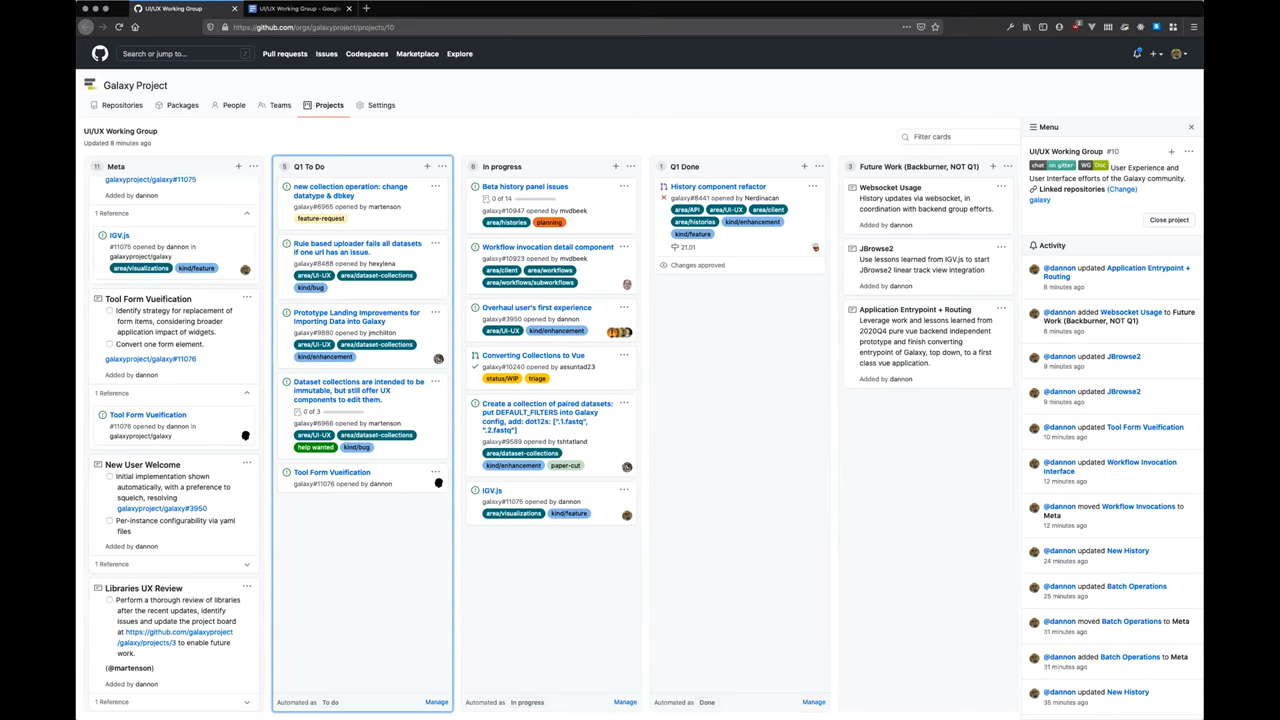 UI/UX Working Group
UI/UX Working Group - Google
https://github.com/orgs/galaxyproject/projects/10
Search or jump to...
/
Pull requests
Issues
Codespaces
Marketplace
Explore
Galaxy Project
Repositories
Packages
People
Teams
Projects
Settings
UI/UX Working Group
Updated 8 minutes ago
Filter cards
11 Meta
galaxyproject/galaxy#11075
Added by dannon
1 Reference
IGV.js
#11075 opened by dannon in
galaxyproject/galaxy
area/visualizations
kind/feature
Tool Form Vueification
Identify strategy for replacement of
form items, considering broader
application impact of widgets.
Convert one form element.
galaxyproject/galaxy#11076
Added by dannon
1 Reference
Tool Form Vueification
#11076 opened by dannon in
galaxyproject/galaxy
New User Welcome
Initial implementation shown
automatically, with a preference to
squelch, resolving
galaxyproject/galaxy#3950
Per-instance configurability via yaml
files
Added by dannon
1 Reference
Libraries UX Review
Perform a thorough review of libraries
after the recent updates, identify
issues and update the project board
at https://github.com/galaxyproject
/galaxy/projects/3 to enable future
work.
(@martenson)
Added by dannon
1 Reference
5 Q1 To Do
new collection operation: change
datatype & dbkey
galaxy#6965 opened by martenson
feature-request
Rule based uploader fails all datasets
if one url has an issue.
galaxy#8488 opened by hexylena
area/UI-UX
area/dataset-collections
kind/bug
Prototype Landing Improvements for
Importing Data into Galaxy
galaxy#9880 opened by jmchilton
area/UI-UX
area/dataset-collections
kind/enhancement
Dataset collections are intended to be
immutable, but still offer UX
components to edit them.
0 of 3
galaxy#6966 opened by martenson
area/UI-UX
area/dataset-collections
help wanted
kind/bug
Tool Form Vueification
galaxy#11076 opened by dannon
Automated as To do
Manage
6 In progress
Beta history panel issues
0 of 14
galaxy#10947 opened by mvdbeek
area/histories
planning
Workflow invocation detail component
galaxy#10923 opened by mvdbeek
area/client
area/workflows
area/workflows/subworkflows
Overhaul user's first experience
galaxy#3950 opened by dannon
area/UI-UX
kind/enhancement
Converting Collections to Vue
galaxy#10240 opened by assuntad23
status/WIP
triage
Create a collection of paired datasets:
put DEFAULT_FILTERS into Galaxy
config, add: dot12s: [".1.fastq",
".2.fastq"]
galaxy#9589 opened by tshtatland
area/dataset-collections
kind/enhancement
paper-cut
IGV.js
galaxy#11075 opened by dannon
area/visualizations
kind/feature
Automated as In progress
Manage
1 Q1 Done
History component refactor
galaxy#8441 opened by Nerdinacan
area/API
area/UI-UX
area/client
area/histories
kind/enhancement
kind/feature
21.01
Changes approved
Automated as Done
Manage
3 Future Work (Backburner, NOT Q1)
Websocket Usage
History updates via websocket, in
coordination with backend group efforts.
Added by dannon
JBrowse2
Use lessons learned from IGV.js to start
JBrowse2 linear track view integration
Added by dannon
Application Entrypoint + Routing
Leverage work and lessons learned from
2020Q4 pure vue backend independent
prototype and finish converting
entrypoint of Galaxy, top down, to a first
class vue application.
Added by dannon
Menu
UI/UX Working Group #10
chat on gitter WG Doc User Experience and
User Interface efforts of the Galaxy community.
Linked repositories (Change)
galaxy
Close project
Activity
@dannon updated Application Entrypoint +
Routing
8 minutes ago
@dannon added Websocket Usage to Future
Work (Backburner, NOT Q1)
8 minutes ago
@dannon updated JBrowse2
9 minutes ago
@dannon updated JBrowse2
9 minutes ago
@dannon updated Tool Form Vueification
10 minutes ago
@dannon updated Workflow Invocation
Interface
12 minutes ago
@dannon moved Workflow Invocations to
Meta
12 minutes ago
@dannon updated New History
24 minutes ago
@dannon updated Batch Operations
25 minutes ago
@dannon moved Batch Operations to Meta
31 minutes ago
@dannon added Batch Operations to Meta
31 minutes ago
@dannon updated New History
35 minutes ago